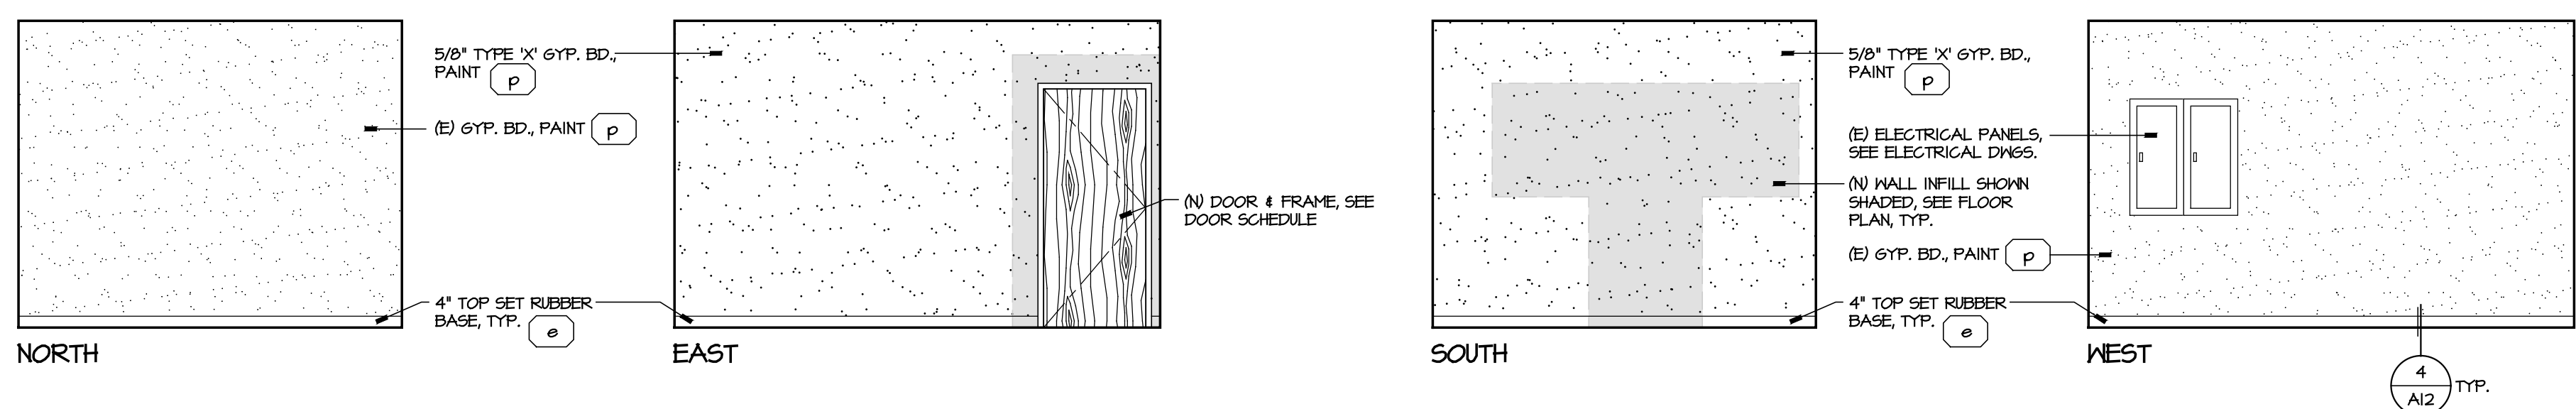 5/8" TYPE 'X' GYP. BD.,
PAINT p
(E) GYP. BD., PAINT p
4" TOP SET RUBBER
BASE, TYP. e
NORTH
(N) DOOR & FRAME, SEE
DOOR SCHEDULE
EAST
5/8" TYPE 'X' GYP. BD.,
PAINT p
(E) ELECTRICAL PANELS,
SEE ELECTRICAL DWGS.
(N) WALL INFILL SHOWN
SHADED, SEE FLOOR
PLAN, TYP.
(E) GYP. BD., PAINT p
4" TOP SET RUBBER
BASE, TYP. e
SOUTH
WEST
4
A12
TYP.